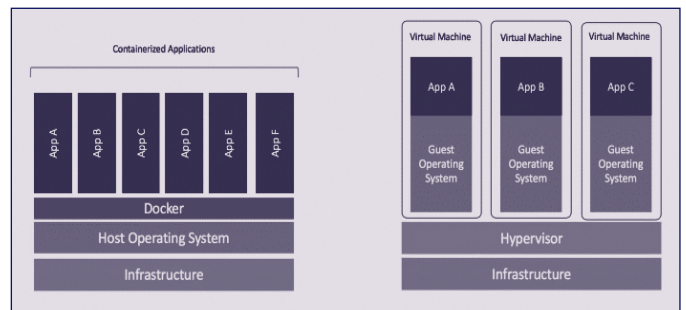 Containerized Applications
App A
App B
App C
App D
App E
App F
Docker
Host Operating System
Infrastructure
Virtual Machine
App A
Guest
Operating
System
Virtual Machine
App B
Guest
Operating
System
Virtual Machine
App C
Guest
Operating
System
Hypervisor
Infrastructure